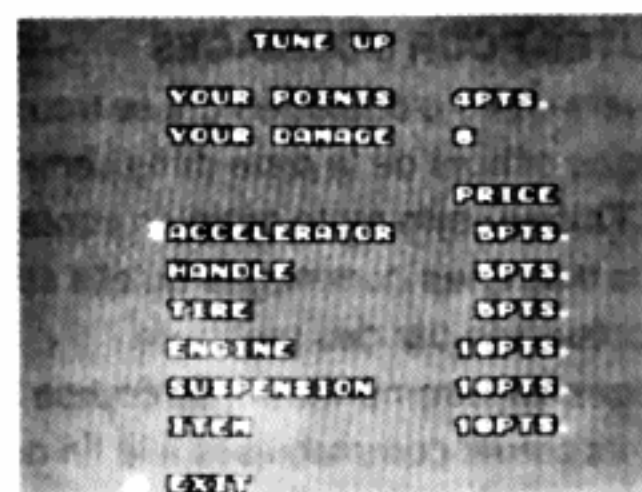 TUNE UP
YOUR POINTS 4PTS.
YOUR DAMAGE 0
PRICE
ACCELERATOR 5PTS.
HANDLE 5PTS.
TIRE 5PTS.
ENGINE 10PTS.
SUSPENSION 10PTS.
ITEM 10PTS.
EXIT